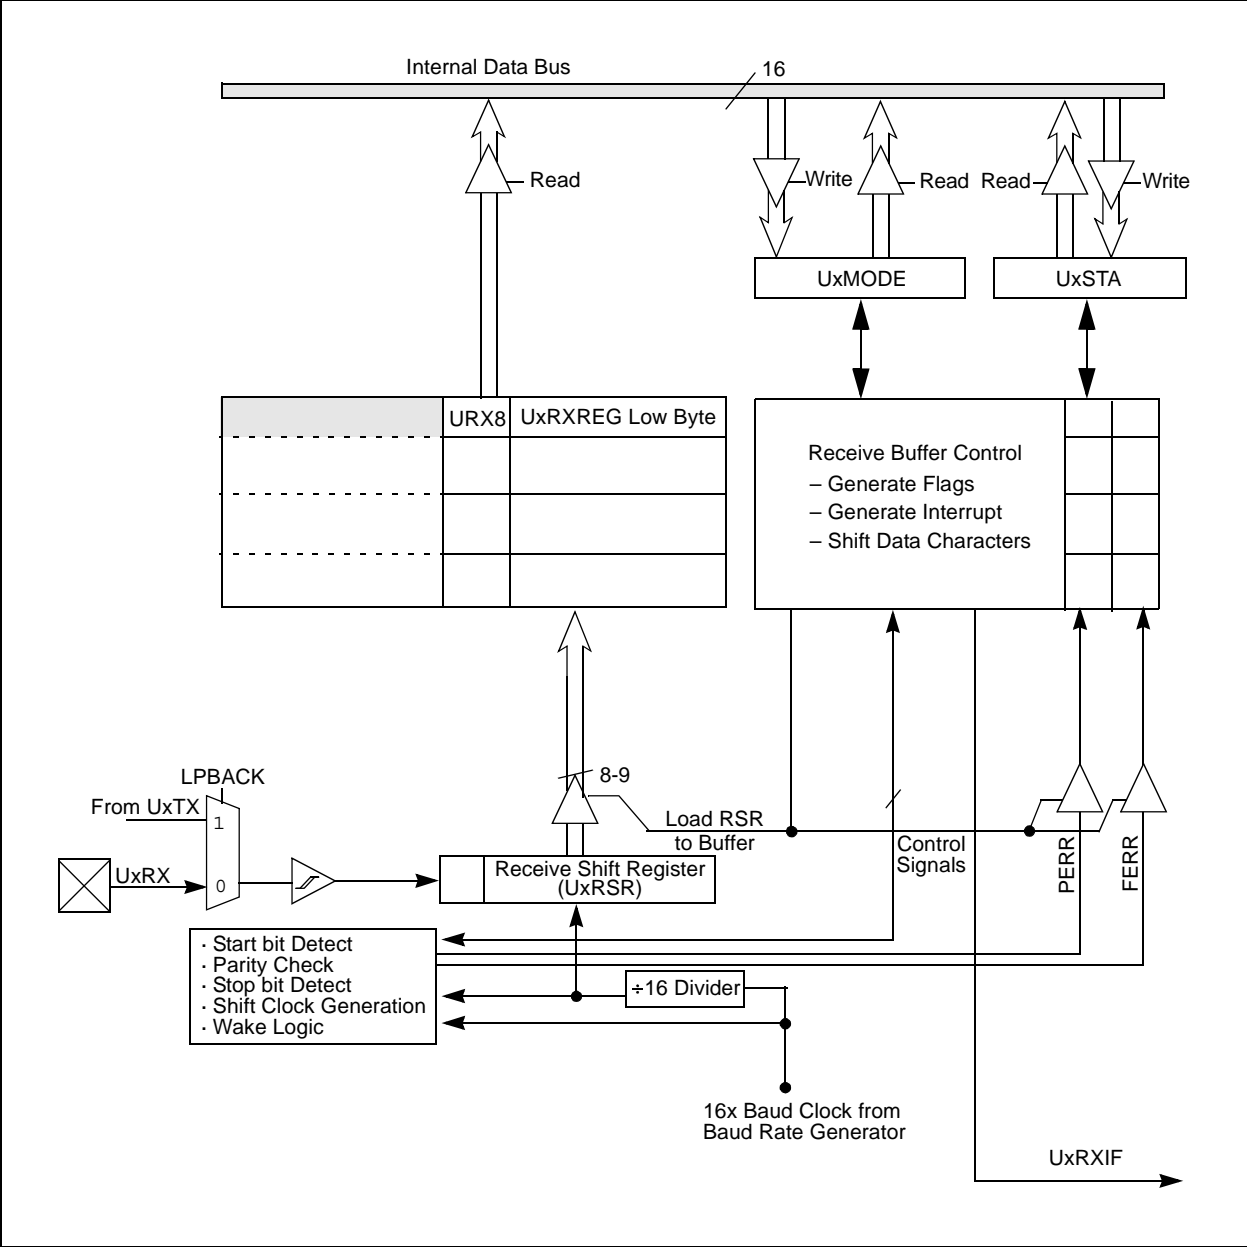 Internal Data Bus
16
Read
Write
Read
Read
Write
UxMODE
UxSTA
URX8
UxRXREG Low Byte
Receive Buffer Control
– Generate Flags
– Generate Interrupt
– Shift Data Characters
8-9
LPBACK
From UxTX
1
Load RSR
to Buffer
Control
Signals
PERR
FERR
UxRX
0
Receive Shift Register
(UxRSR)
· Start bit Detect
· Parity Check
· Stop bit Detect
· Shift Clock Generation
· Wake Logic
÷16 Divider
16x Baud Clock from
Baud Rate Generator
UxRXIF